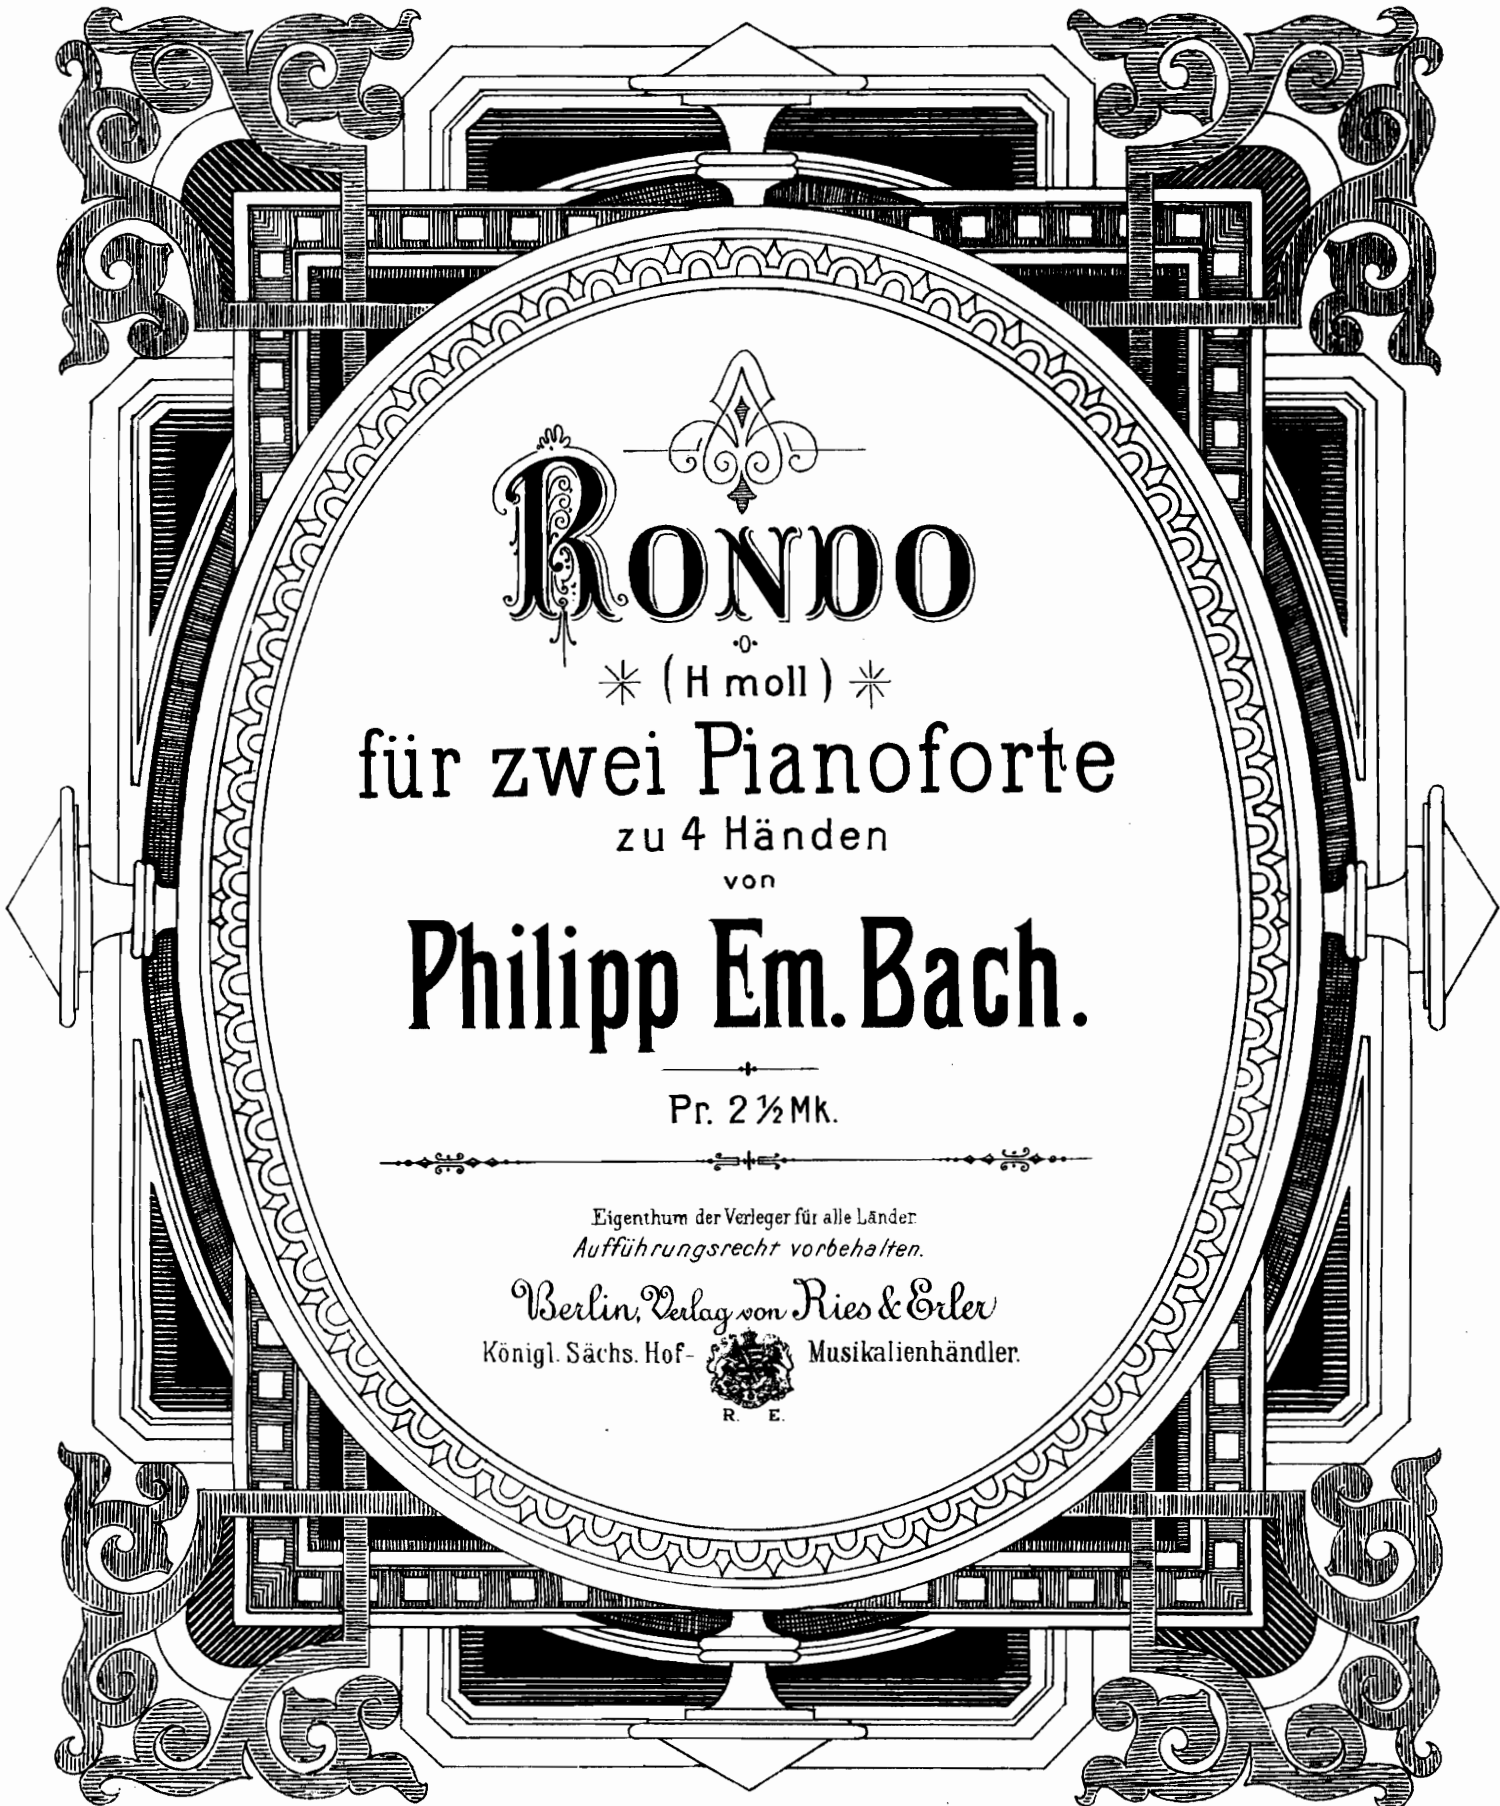 RONDO
(H moll)
für zwei Pianoforte
zu 4 Händen
von
Philipp Em. Bach.
Pr. 2 ½ Mk.
Eigenthum der Verleger für alle Länder.
Aufführungsrecht vorbehalten.
Berlin, Verlag von Ries & Erler
Königl. Sächs. Hof- Musikalienhändler.
R. E.